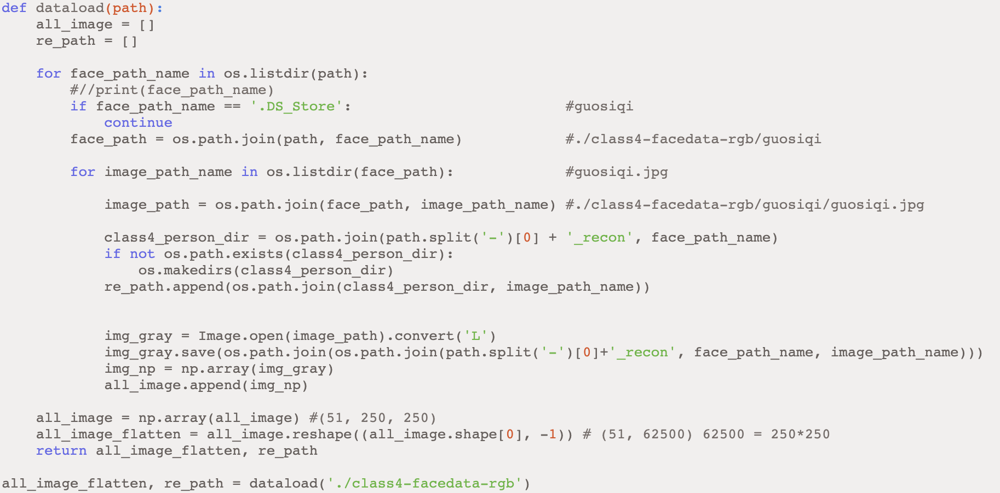 def dataload(path):
    all_image = []
    re_path = []

    for face_path_name in os.listdir(path):
        #//print(face_path_name)
        if face_path_name == '.DS_Store':                         #guosiqi
            continue
        face_path = os.path.join(path, face_path_name)            #./class4-facedata-rgb/guosiqi

        for image_path_name in os.listdir(face_path):             #guosiqi.jpg

            image_path = os.path.join(face_path, image_path_name) #./class4-facedata-rgb/guosiqi/guosiqi.jpg

            class4_person_dir = os.path.join(path.split('-')[0] + '_recon', face_path_name)
            if not os.path.exists(class4_person_dir):
                os.makedirs(class4_person_dir)
            re_path.append(os.path.join(class4_person_dir, image_path_name))


            img_gray = Image.open(image_path).convert('L')
            img_gray.save(os.path.join(os.path.join(path.split('-')[0]+'_recon', face_path_name, image_path_name)))
            img_np = np.array(img_gray)
            all_image.append(img_np)

    all_image = np.array(all_image) #(51, 250, 250)
    all_image_flatten = all_image.reshape((all_image.shape[0], -1)) # (51, 62500) 62500 = 250*250
    return all_image_flatten, re_path

all_image_flatten, re_path = dataload('./class4-facedata-rgb')